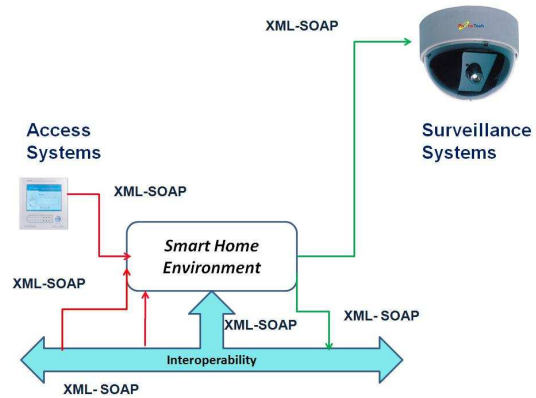 XML-SOAP
Access
Systems
Surveillance
Systems
XML-SOAP
Smart Home
Environment
XML-SOAP
XML-SOAP
XML- SOAP
Interoperability
XML- SOAP